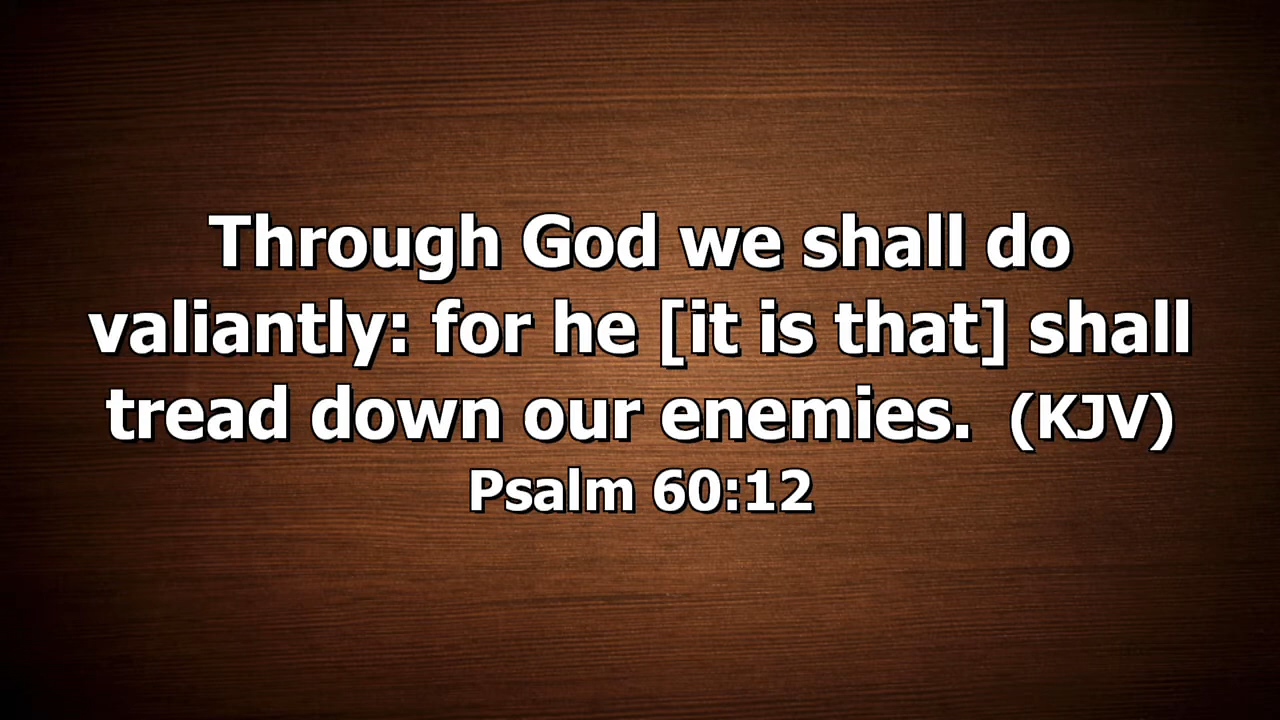 Through God we shall do
valiantly: for he [it is that] shall
tread down our enemies. (KJV)
Psalm 60:12